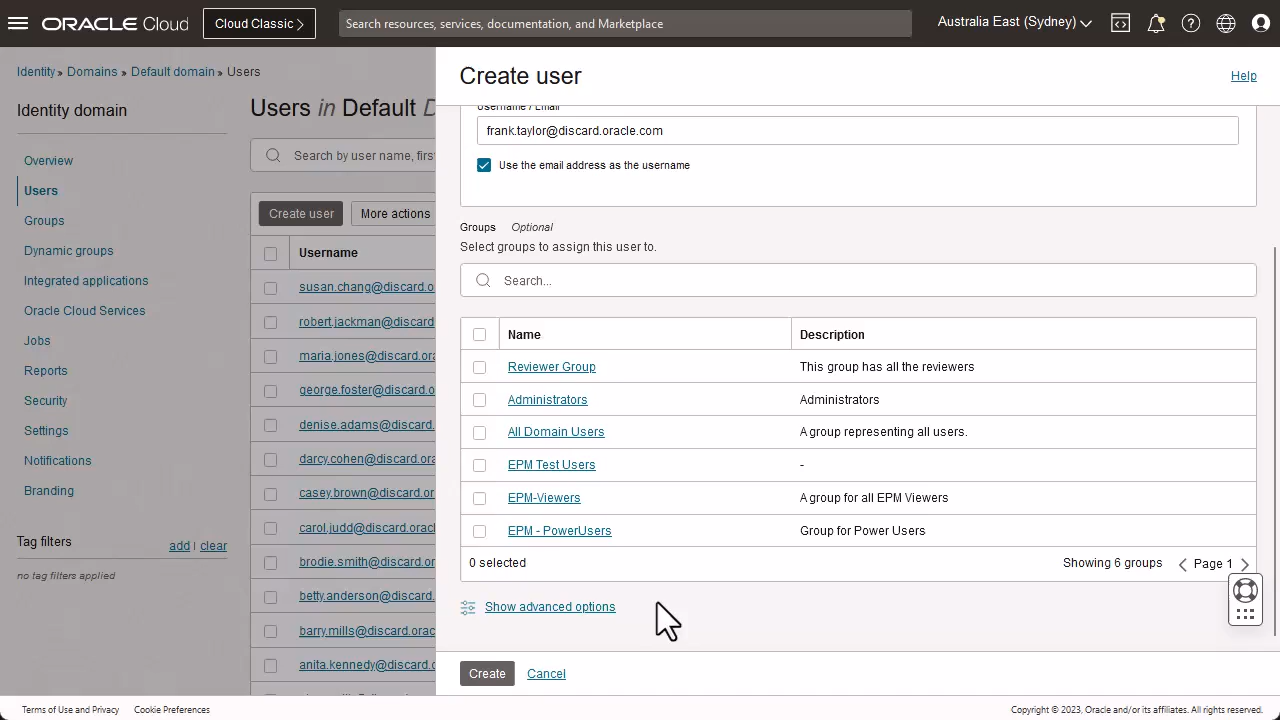 ORACLE Cloud
Cloud Classic
Search resources, services, documentation, and Marketplace
Australia East (Sydney)
Identity » Domains » Default domain » Users
Identity domain
Overview
Users
Groups
Dynamic groups
Integrated applications
Oracle Cloud Services
Jobs
Reports
Security
Settings
Notifications
Branding
Tag filters
add | clear
no tag filters applied
Users in Default D
Search by user name, first
Create user
More actions
Username
susan.chang@discard.o
robert.jackman@discard
maria.jones@discard.ora
george.foster@discard.o
denise.adams@discard.
darcy.cohen@discard.ora
casey.brown@discard.or
carol.judd@discard.oracl
brodie.smith@discard.or
betty.anderson@discard.
barry.mills@discard.orac
anita.kennedy@discard.o
Create user
Help
Username / Email
frank.taylor@discard.oracle.com
Use the email address as the username
Groups Optional
Select groups to assign this user to.
Search...
Name Description
Reviewer Group This group has all the reviewers
Administrators Administrators
All Domain Users A group representing all users.
EPM Test Users -
EPM-Viewers A group for all EPM Viewers
EPM - PowerUsers Group for Power Users
0 selected
Showing 6 groups
Page 1
Show advanced options
Create
Cancel
Terms of Use and Privacy
Cookie Preferences
Copyright © 2023, Oracle and/or its affiliates. All rights reserved.